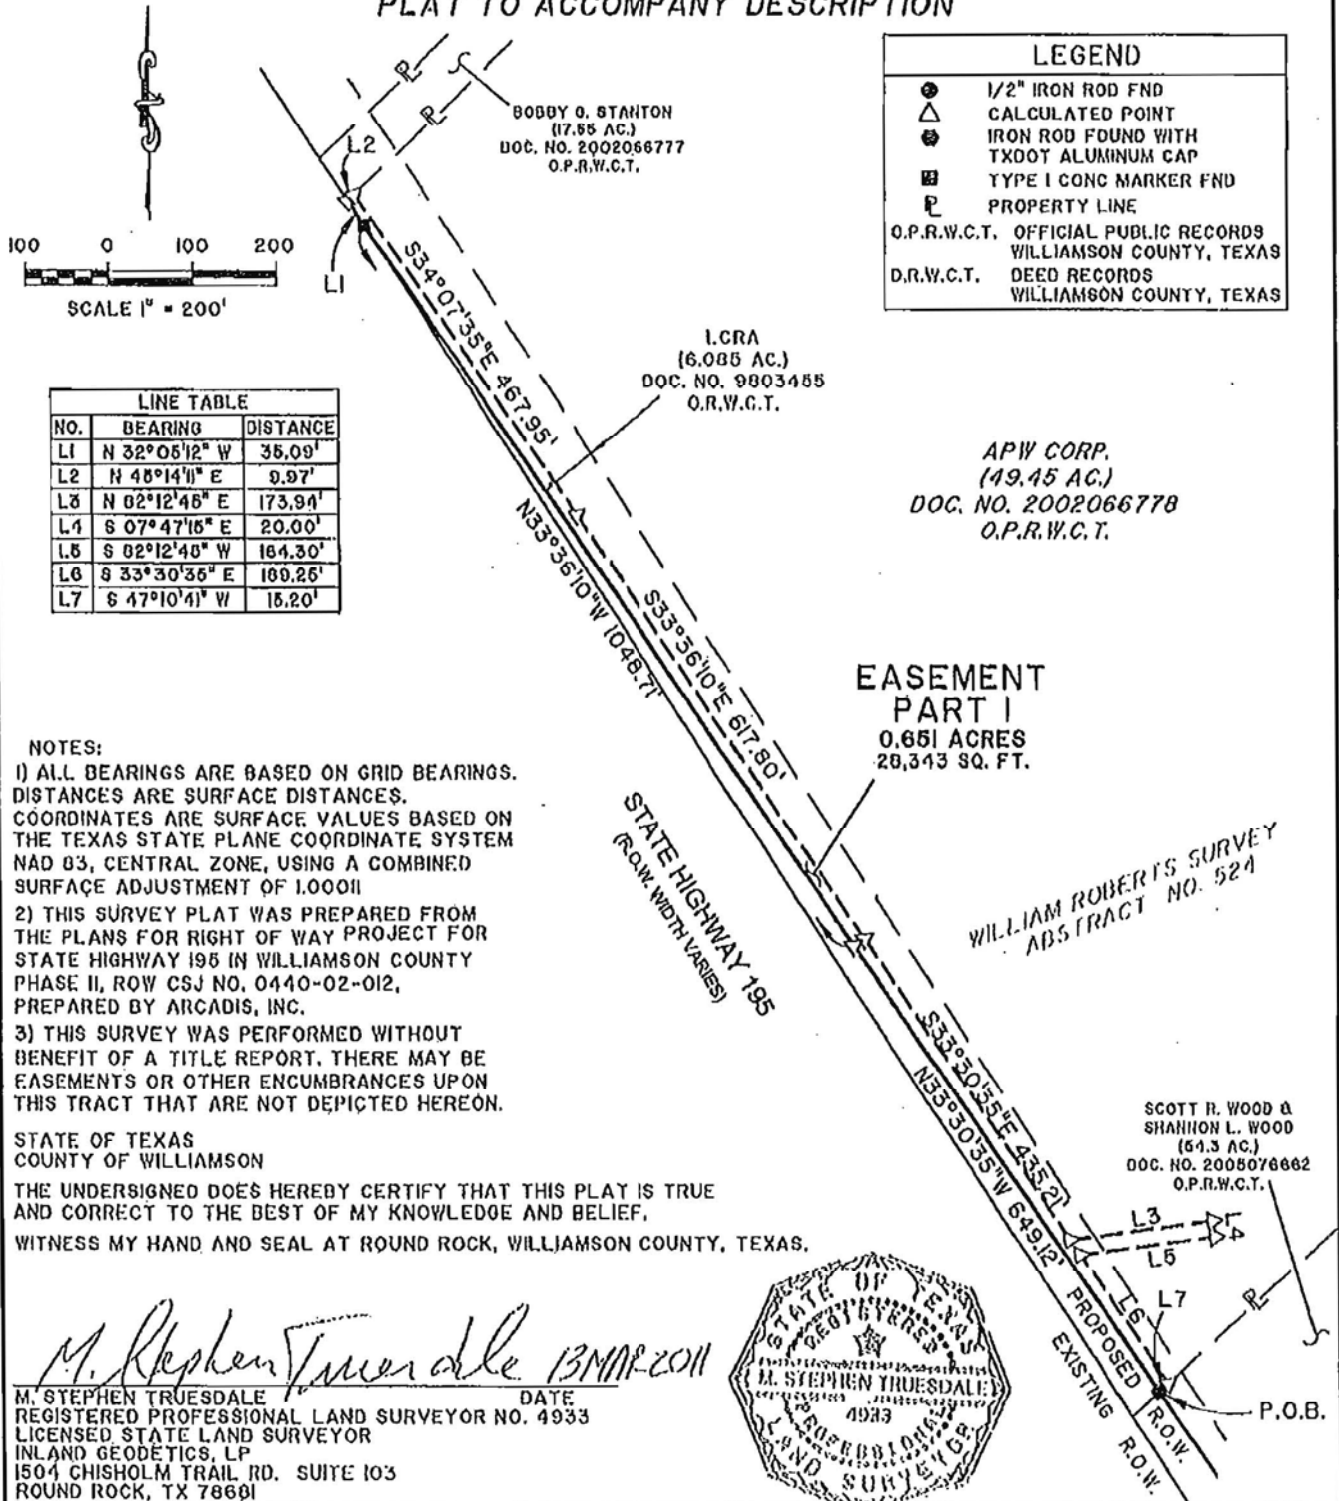 PLAT TO ACCOMPANY DESCRIPTION
LEGEND
1/2" IRON ROD FND
CALCULATED POINT
IRON ROD FOUND WITH
TXDOT ALUMINUM CAP
TYPE I CONC MARKER FND
PROPERTY LINE
O.P.R.W.C.T. OFFICIAL PUBLIC RECORDS
WILLIAMSON COUNTY, TEXAS
D.R.W.C.T. DEED RECORDS
WILLIAMSON COUNTY, TEXAS
BOBBY O. STANTON
(17.55 AC.)
DOC. NO. 2002066777
O.P.R.W.C.T.
L2
L1
100 0 100 200
SCALE 1" = 200'
S34°07'35"E 467.95'
LCRA
(6.085 AC.)
DOC. NO. 9803455
O.R.W.C.T.
LINE TABLE
NO. BEARING DISTANCE
L1 N 32°05'12" W 35.09'
L2 N 48°14'11" E 9.97'
L3 N 82°12'45" E 173.94'
L4 S 07°47'15" E 20.00'
L5 S 82°12'45" W 164.30'
L6 S 33°30'35" E 189.25'
L7 S 47°10'41" W 15.20'
APW CORP.
(49.45 AC.)
DOC. NO. 2002066778
O.P.R.W.C.T.
N33°36'10"W 1048.71'
S33°36'10"E 617.80'
EASEMENT
PART I
0.651 ACRES
28,343 SQ. FT.
NOTES:
1) ALL BEARINGS ARE BASED ON GRID BEARINGS.
DISTANCES ARE SURFACE DISTANCES.
COORDINATES ARE SURFACE VALUES BASED ON
THE TEXAS STATE PLANE COORDINATE SYSTEM
NAD 83, CENTRAL ZONE, USING A COMBINED
SURFACE ADJUSTMENT OF 1.00011
2) THIS SURVEY PLAT WAS PREPARED FROM
THE PLANS FOR RIGHT OF WAY PROJECT FOR
STATE HIGHWAY 195 IN WILLIAMSON COUNTY
PHASE II, ROW CSJ NO. 0440-02-012,
PREPARED BY ARCADIS, INC.
3) THIS SURVEY WAS PERFORMED WITHOUT
BENEFIT OF A TITLE REPORT. THERE MAY BE
EASEMENTS OR OTHER ENCUMBRANCES UPON
THIS TRACT THAT ARE NOT DEPICTED HEREON.
STATE HIGHWAY 195
(R.O.W. WIDTH VARIES)
WILLIAM ROBERTS SURVEY
ABSTRACT NO. 524
S33°30'35"E 435.21'
N33°30'35"W 649.12'
SCOTT R. WOOD &
SHANNON L. WOOD
(54.3 AC.)
DOC. NO. 2005076662
O.P.R.W.C.T.
L3
L4
L5
L6
L7
PROPOSED R.O.W.
EXISTING R.O.W.
P.O.B.
STATE OF TEXAS
COUNTY OF WILLIAMSON
THE UNDERSIGNED DOES HEREBY CERTIFY THAT THIS PLAT IS TRUE
AND CORRECT TO THE BEST OF MY KNOWLEDGE AND BELIEF.
WITNESS MY HAND AND SEAL AT ROUND ROCK, WILLIAMSON COUNTY, TEXAS.
M. Stephen Truesdale 13 MAR 2011
M. STEPHEN TRUESDALE DATE
REGISTERED PROFESSIONAL LAND SURVEYOR NO. 4933
LICENSED STATE LAND SURVEYOR
INLAND GEODETICS, LP
1504 CHISHOLM TRAIL RD. SUITE 103
ROUND ROCK, TX 78681
STATE OF TEXAS
REGISTERED
M. STEPHEN TRUESDALE
4933
PROFESSIONAL
LAND SURVEYOR